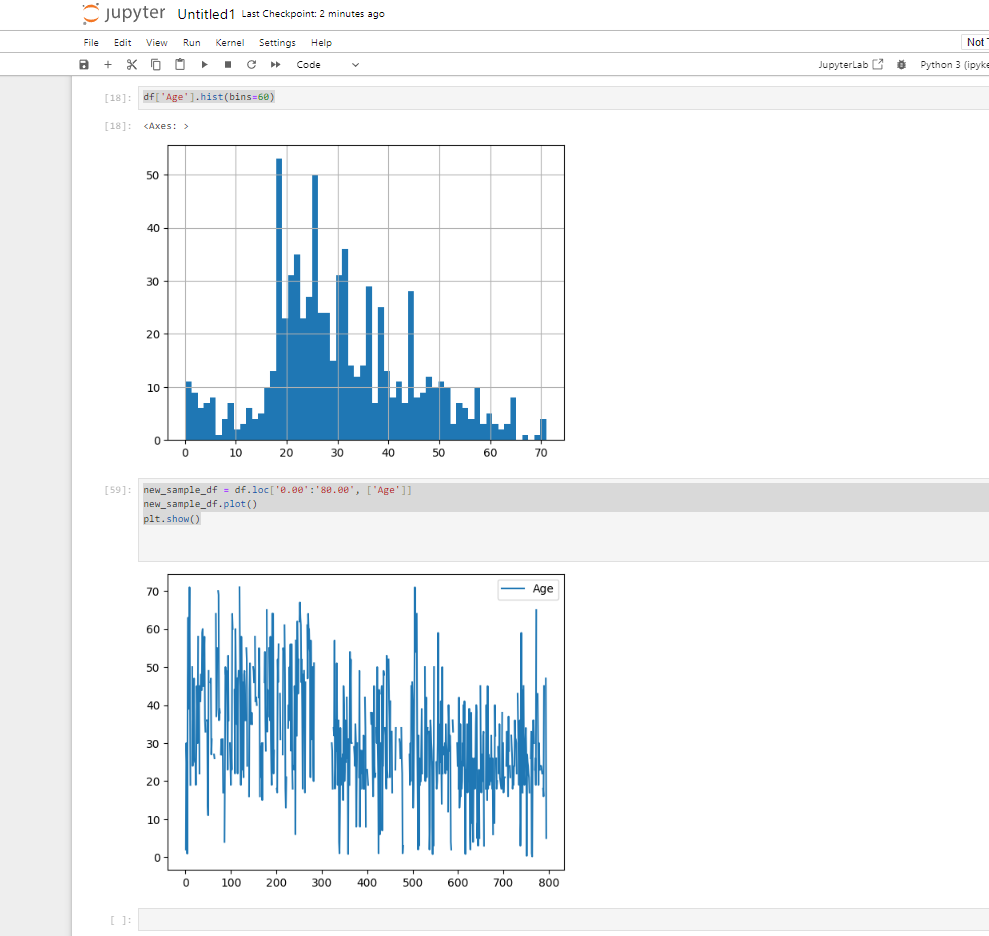 jupyter Untitled1 Last Checkpoint: 2 minutes ago
File Edit View Run Kernel Settings Help Not
Code JupyterLab Python 3 (ipyke
[18]: df['Age'].hist(bins=60)
[18]: <Axes: >
50
40
30
20
10
0
0 10 20 30 40 50 60 70
[59]: new_sample_df = df.loc['0.00':'80.00', ['Age']]
new_sample_df.plot()
plt.show()
Age
70
60
50
40
30
20
10
0
0 100 200 300 400 500 600 700 800
[ ]: